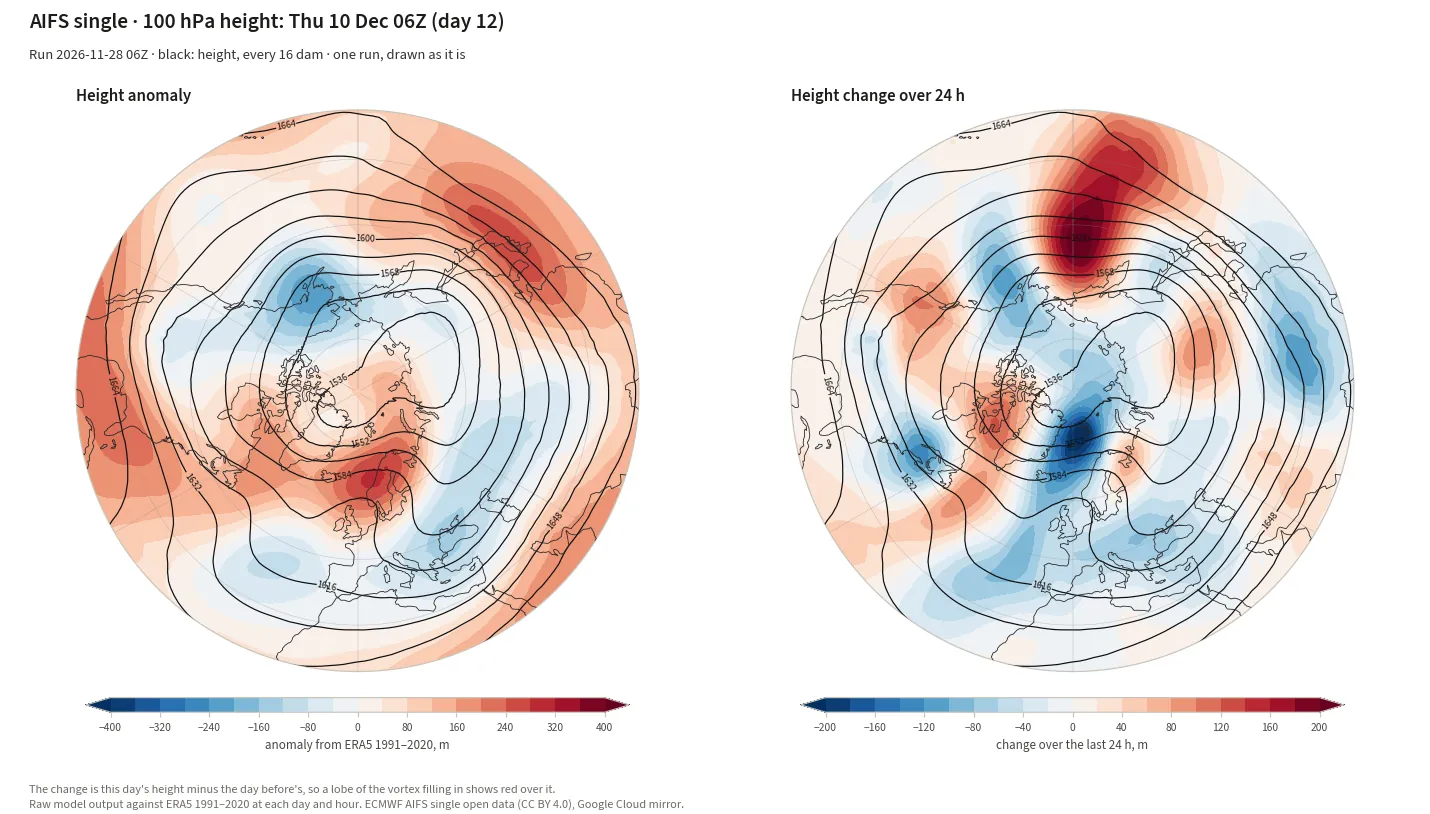 AIFS single · 100 hPa height: Thu 10 Dec 06Z (day 12)
Run 2026-11-28 06Z · black: height, every 16 dam · one run, drawn as it is
Height anomaly
Height change over 24 h
1664
1600
1568
1536
1552
1584
1664
1632
1648
1616
1664
1568
1536
1584
1664
1632
1648
1616
−400 −320 −240 −160 −80 0 80 160 240 320 400
anomaly from ERA5 1991–2020, m
−200 −160 −120 −80 −40 0 40 80 120 160 200
change over the last 24 h, m
The change is this day's height minus the day before's, so a lobe of the vortex filling in shows red over it.
Raw model output against ERA5 1991–2020 at each day and hour. ECMWF AIFS single open data (CC BY 4.0), Google Cloud mirror.